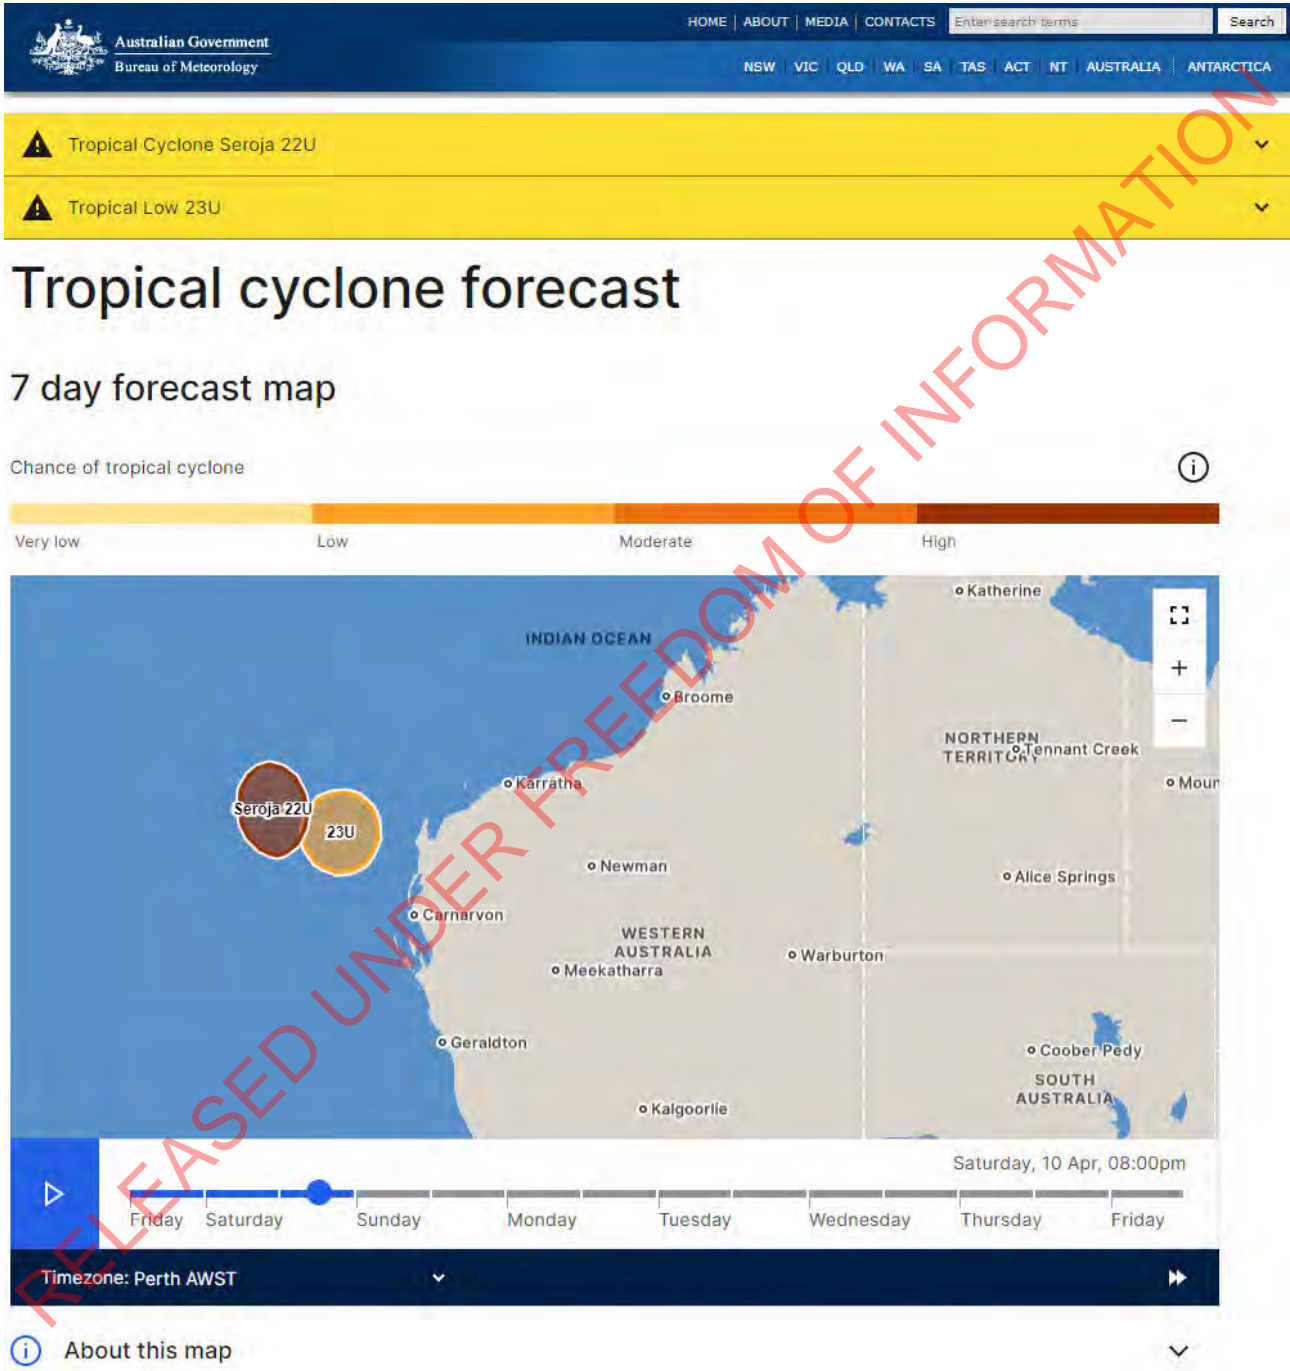 HOME | ABOUT | MEDIA | CONTACTS Enter search terms Search
Australian Government
Bureau of Meteorology
NSW VIC QLD WA SA TAS ACT NT AUSTRALIA ANTARCTICA
Tropical Cyclone Seroja 22U
Tropical Low 23U
Tropical cyclone forecast
7 day forecast map
Chance of tropical cyclone
Very low Low Moderate High
Katherine
INDIAN OCEAN
Broome
NORTHERN
TERRITORY
Tennant Creek
Karratha
Moun
Seroja 22U
23U
Newman
Alice Springs
Carnarvon
WESTERN
AUSTRALIA
Warburton
Meekatharra
Geraldton
Coober Pedy
SOUTH
AUSTRALIA
Kalgoorlie
Saturday, 10 Apr, 08:00pm
Friday Saturday Sunday Monday Tuesday Wednesday Thursday Friday
Timezone: Perth AWST
About this map
RELEASED UNDER FREEDOM OF INFORMATION